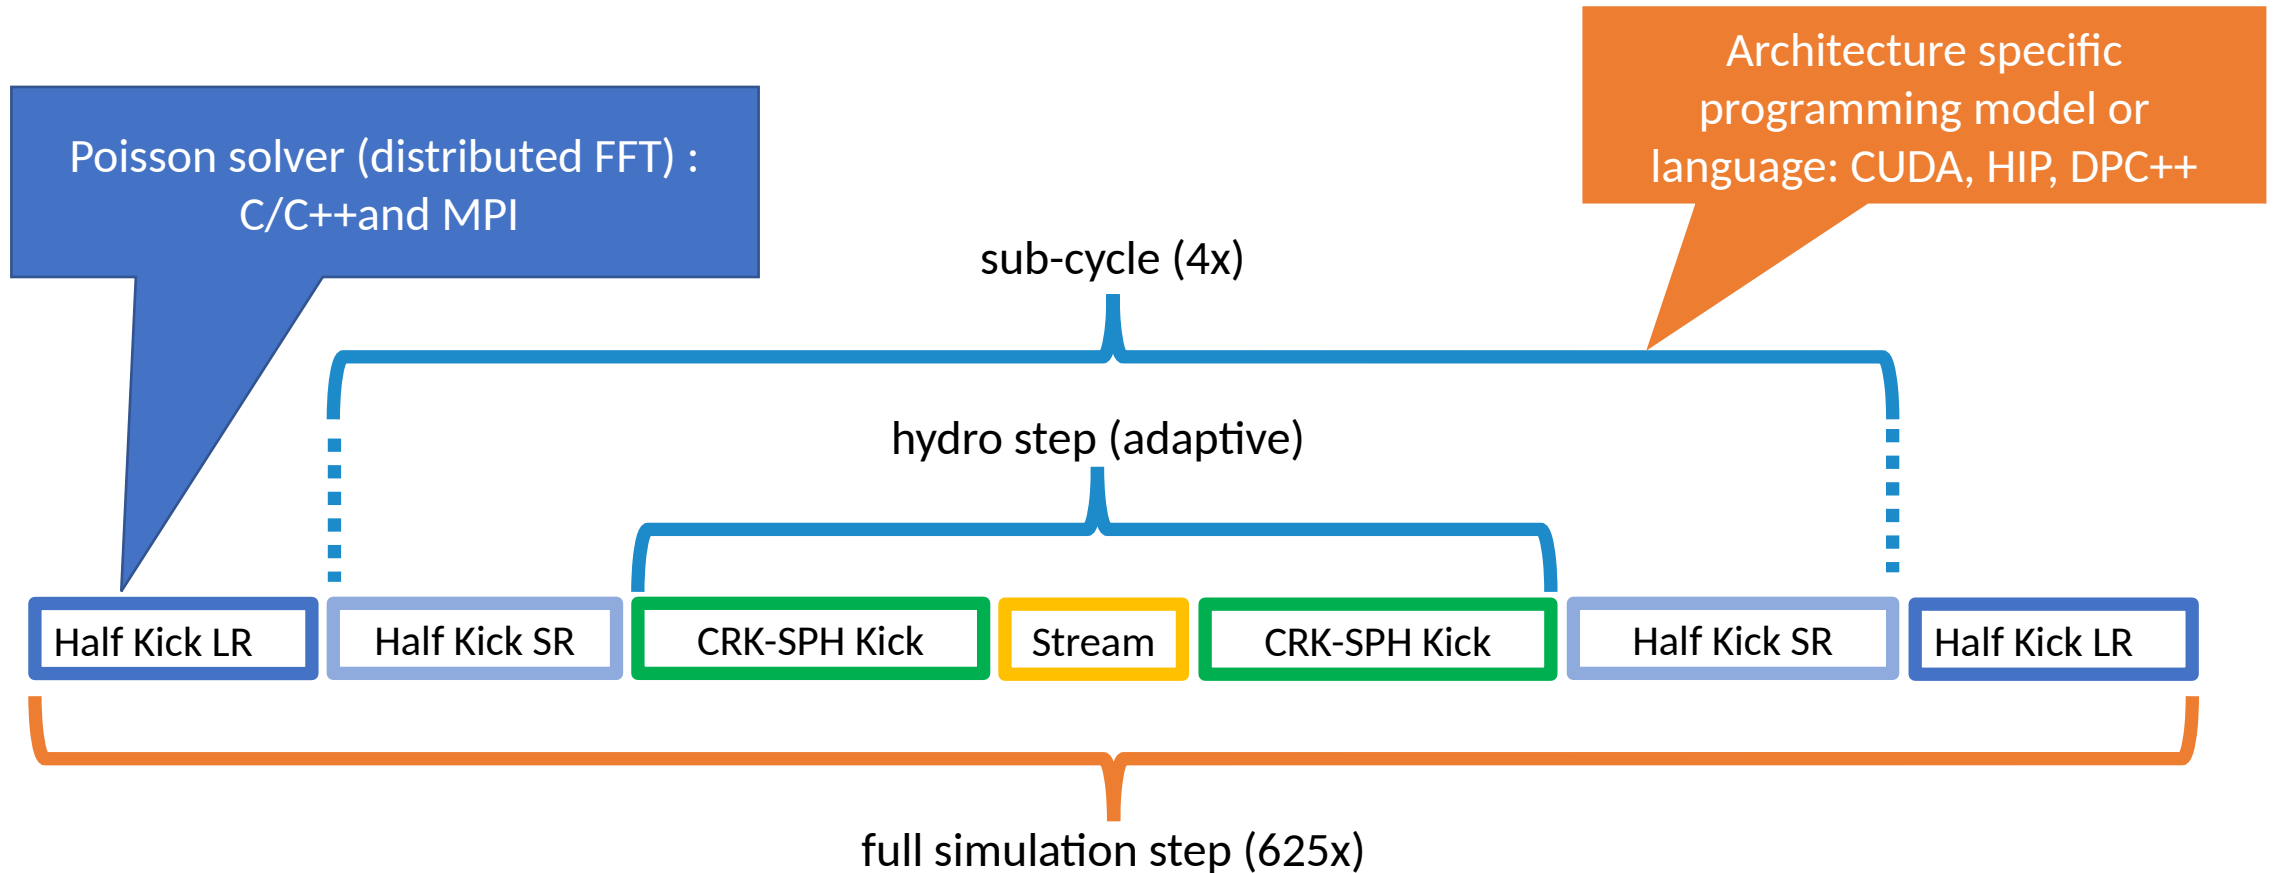 Architecture specific
programming model or
language: CUDA, HIP, DPC++
Poisson solver (distributed FFT) :
C/C++and MPI
sub-cycle (4x)
hydro step (adaptive)
Half Kick LR
Half Kick SR
CRK-SPH Kick
Stream
CRK-SPH Kick
Half Kick SR
Half Kick LR
full simulation step (625x)